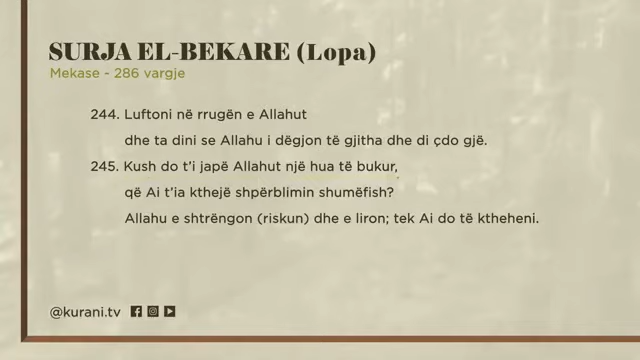 SURJA EL-BEKARE (Lopa)
Mekase - 286 vargje
244. Luftoni në rrugën e Allahut
dhe ta dini se Allahu i dëgjon të gjitha dhe di çdo gjë.
245. Kush do t'i japë Allahut një hua të bukur,
që Ai t'ia kthejë shpërblimin shumëfish?
Allahu e shtrëngon (riskun) dhe e liron; tek Ai do të ktheheni.
@kurani.tv